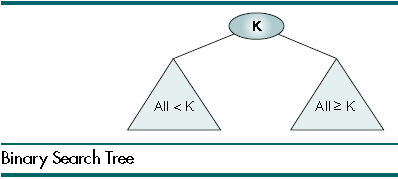 K
All < K
All ≥ K
Binary Search Tree